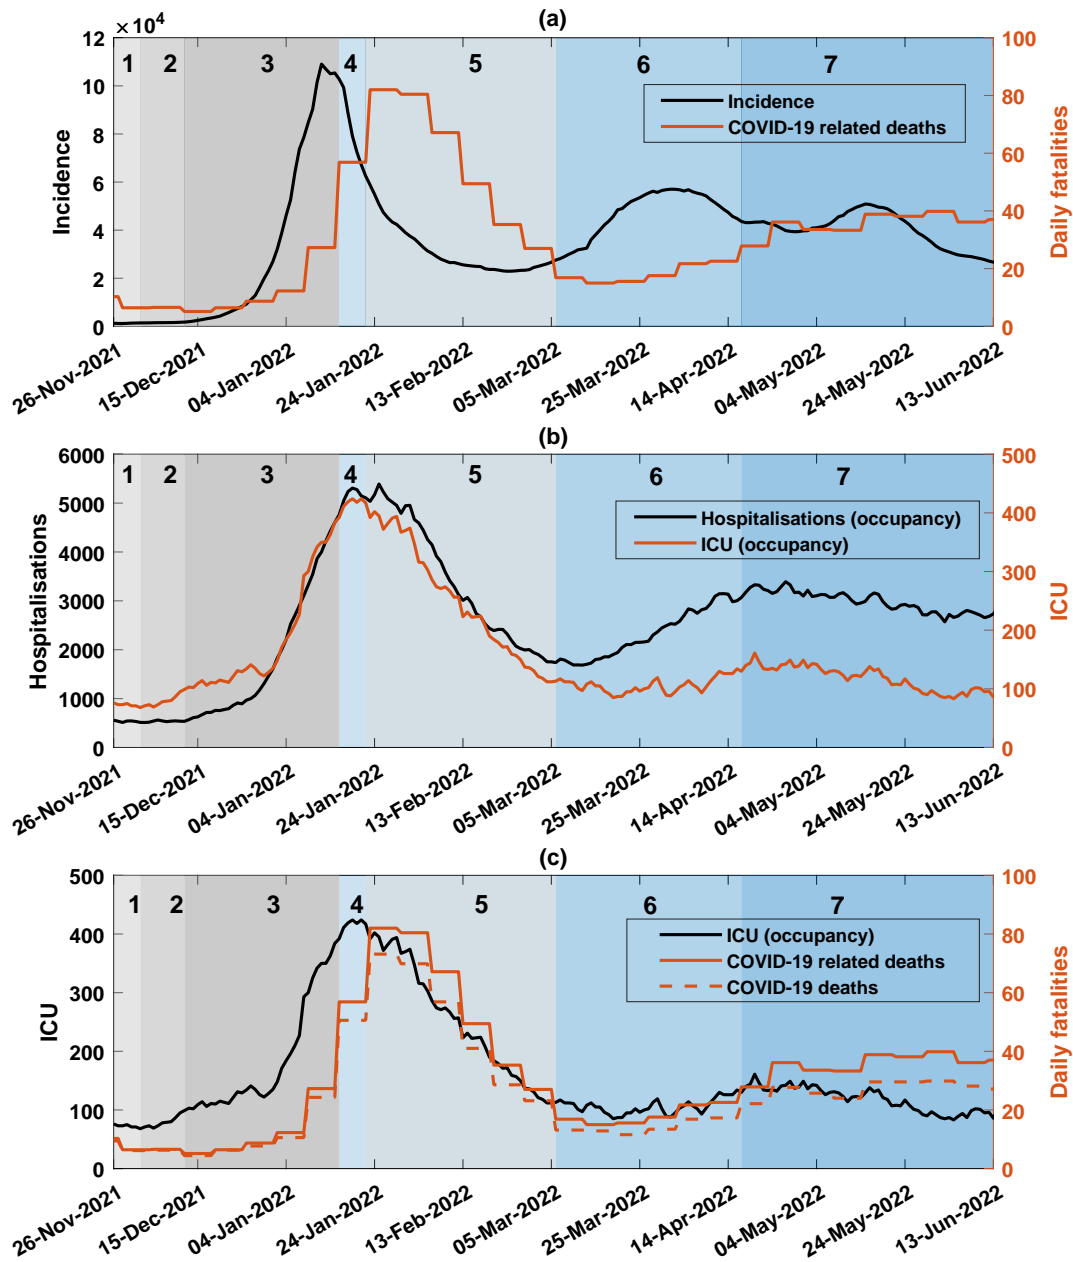 (a)
×10⁴
1 2 3 4 5 6 7
12
10
8
6
4
2
0
Incidence
100
80
60
40
20
0
Daily fatalities
Incidence
COVID-19 related deaths
26-Nov-2021 15-Dec-2021 04-Jan-2022 24-Jan-2022 13-Feb-2022 05-Mar-2022 25-Mar-2022 14-Apr-2022 04-May-2022 24-May-2022 13-Jun-2022
(b)
1 2 3 4 5 6 7
6000
5000
4000
3000
2000
1000
0
Hospitalisations
500
400
300
200
100
0
ICU
Hospitalisations (occupancy)
ICU (occupancy)
26-Nov-2021 15-Dec-2021 04-Jan-2022 24-Jan-2022 13-Feb-2022 05-Mar-2022 25-Mar-2022 14-Apr-2022 04-May-2022 24-May-2022 13-Jun-2022
(c)
1 2 3 4 5 6 7
500
400
300
200
100
0
ICU
100
80
60
40
20
0
Daily fatalities
ICU (occupancy)
COVID-19 related deaths
COVID-19 deaths
26-Nov-2021 15-Dec-2021 04-Jan-2022 24-Jan-2022 13-Feb-2022 05-Mar-2022 25-Mar-2022 14-Apr-2022 04-May-2022 24-May-2022 13-Jun-2022